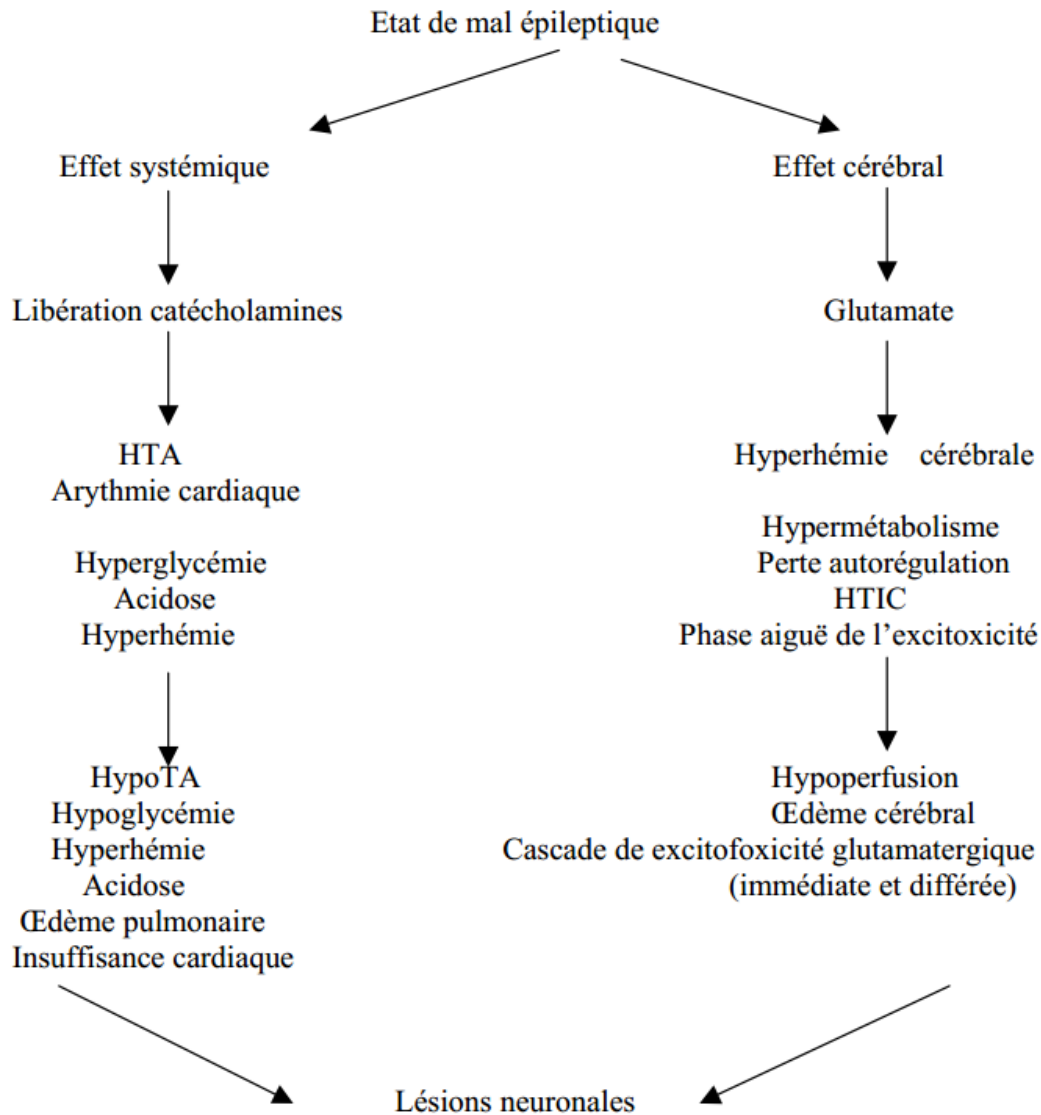 Etat de mal épileptique
Effet systémique
Effet cérébral
Libération catécholamines
Glutamate
HTA
Arythmie cardiaque
Hyperhémie cérébrale
Hyperglycémie
Acidose
Hyperhémie
Hypermétabolisme
Perte autorégulation
HTIC
Phase aiguë de l’excitoxicité
HypoTA
Hypoglycémie
Hyperhémie
Acidose
Œdème pulmonaire
Insuffisance cardiaque
Hypoperfusion
Œdème cérébral
Cascade de excitofoxicité glutamatergique
(immédiate et différée)
Lésions neuronales